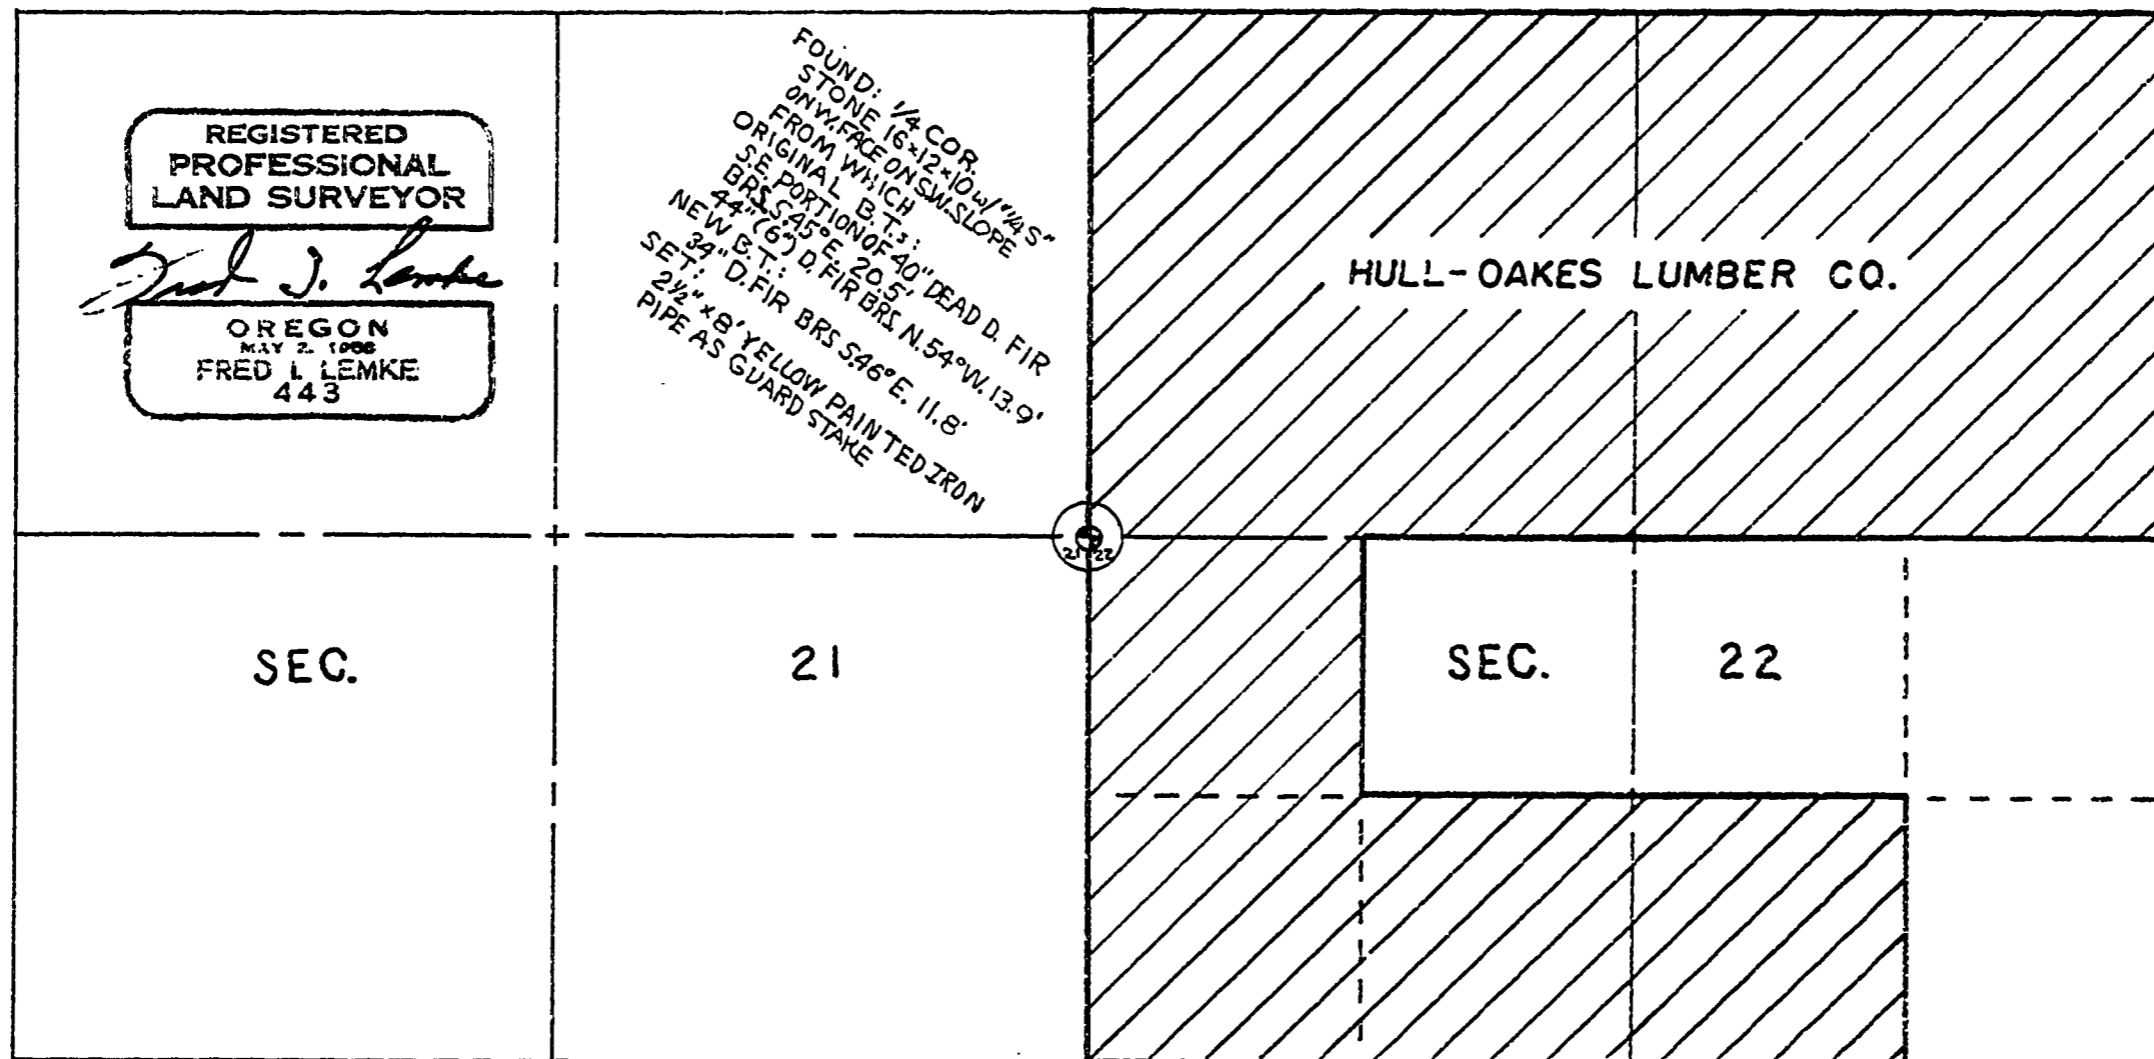 REGISTERED
PROFESSIONAL
LAND SURVEYOR
Fred I. Lemke
OREGON
MAY 2, 1966
FRED I. LEMKE
443
FOUND: 1/4 COR.
STONE 16×12×10 w/"1/4 S"
ON W. FACE ON S.W. SLOPE
FROM WHICH
ORIGINAL B.T.s:
S.E. PORTION OF 40" DEAD D. FIR
BRS S.45°E. 20.5'
44" (6") D. FIR BRS. N.54°W. 13.9'
NEW B.T.:
34" D. FIR BRS S.46°E. 11.8'
SET:
2½" × 8' YELLOW PAINTED IRON
PIPE AS GUARD STAKE
HULL-OAKES LUMBER CO.
21 22
SEC. 21
SEC. 22